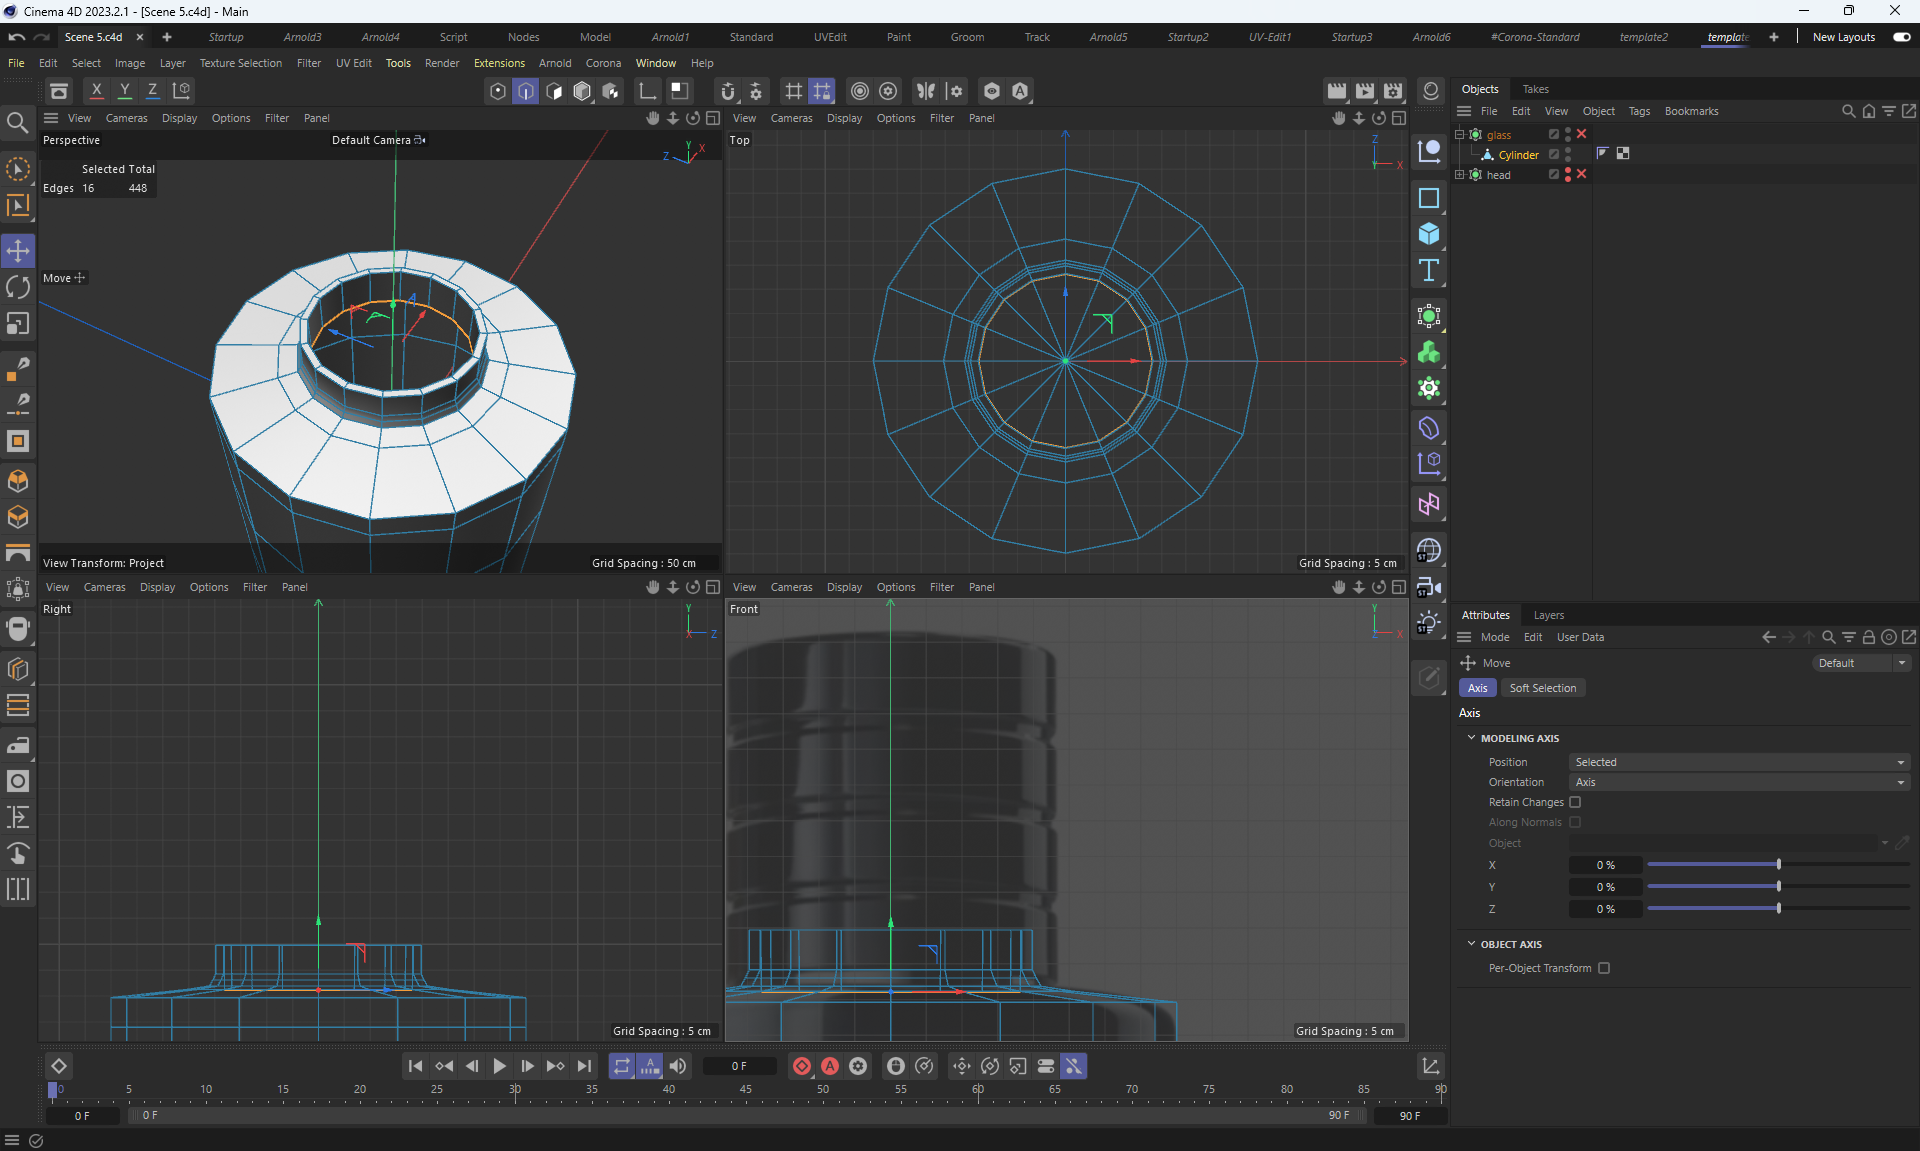 Cinema 4D 2023.2.1 - [Scene 5.c4d] - Main
Scene 5.c4d Startup Arnold3 Arnold4 Script Nodes Model Arnold1 Standard UVEdit Paint Groom Track Arnold5 Startup2 UV-Edit1 Startup3 Arnold6 #Corona-Standard template2 template New Layouts
File Edit Select Image Layer Texture Selection Filter UV Edit Tools Render Extensions Arnold Corona Window Help
X Y Z
Objects Takes
File Edit View Object Tags Bookmarks
glass
Cylinder
head
View Cameras Display Options Filter Panel
Perspective Default Camera
Selected Total
Edges 16 448
Move
View Transform: Project Grid Spacing : 50 cm
View Cameras Display Options Filter Panel
Top
Grid Spacing : 5 cm
View Cameras Display Options Filter Panel
Right
Grid Spacing : 5 cm
View Cameras Display Options Filter Panel
Front
Grid Spacing : 5 cm
Attributes Layers
Mode Edit User Data
Move Default
Axis Soft Selection
Axis
MODELING AXIS
Position Selected
Orientation Axis
Retain Changes
Along Normals
Object
X 0 %
Y 0 %
Z 0 %
OBJECT AXIS
Per-Object Transform
0 F
0 5 10 15 20 25 30 35 40 45 50 55 60 65 70 75 80 85 90
0 F 0 F 90 F 90 F